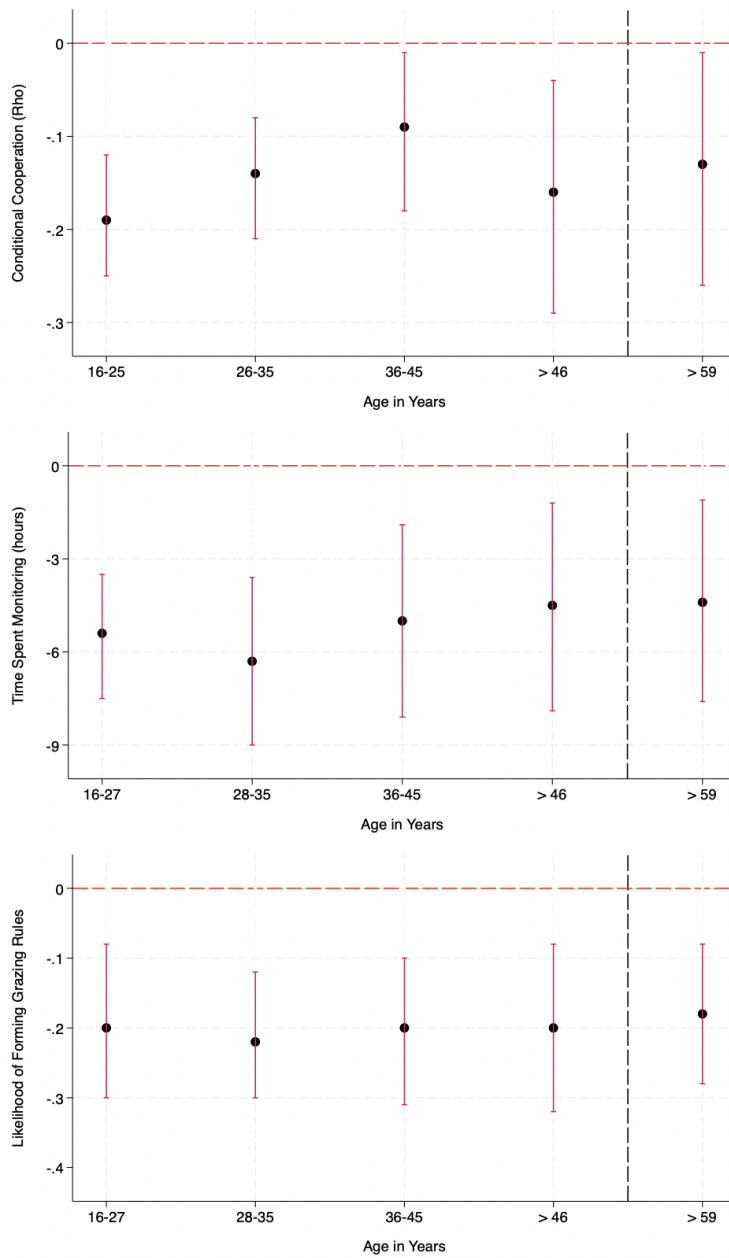 Conditional Cooperation (Rho)
0
-.1
-.2
-.3
16-25 26-35 36-45 > 46 > 59
Age in Years
Time Spent Monitoring (hours)
0
-3
-6
-9
16-27 28-35 36-45 > 46 > 59
Age in Years
Likelihood of Forming Grazing Rules
0
-.1
-.2
-.3
-.4
16-27 28-35 36-45 > 46 > 59
Age in Years